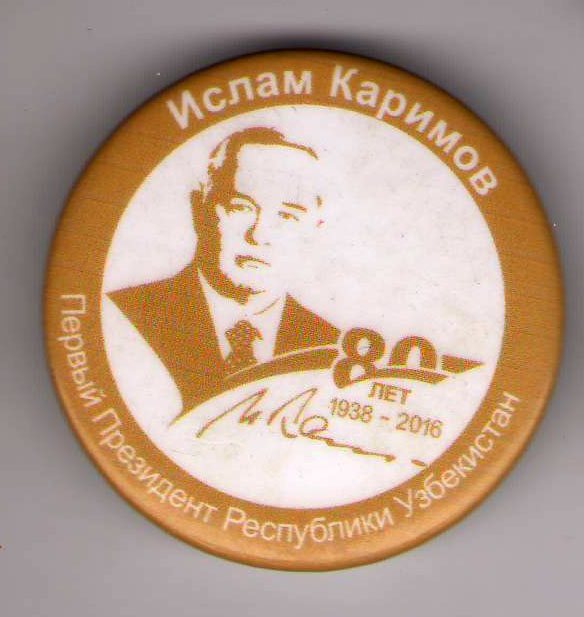 Ислам Каримов
80
ЛЕТ
1938 - 2016
Первый Президент Республики Узбекистан